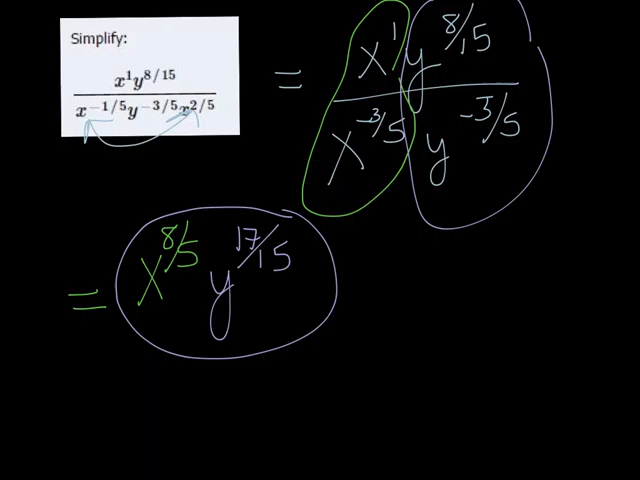 Simplify:
x^1 y^{8/15} / x^{-1/5} y^{-3/5} x^{2/5}
= x^1 y^{8/15} / x^{-3/5} y^{-3/5}
= x^{8/5} y^{17/15}